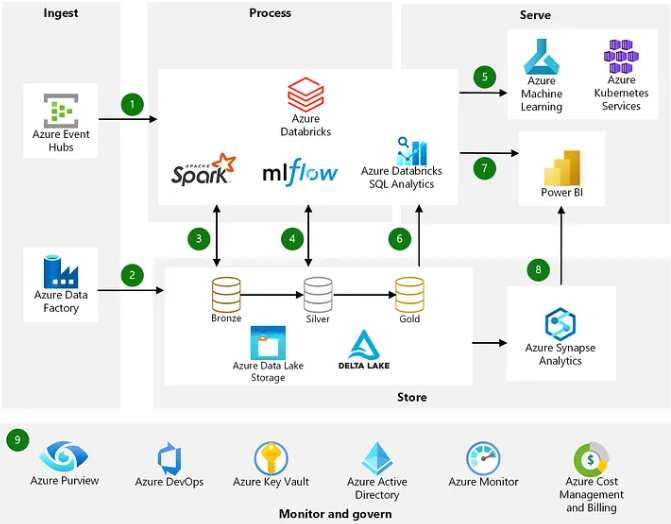 Ingest
Process
Serve
1
Azure Event
Hubs
Azure
Databricks
APACHE
Spark
TM
mlflow
Azure Databricks
SQL Analytics
5
Azure
Machine
Learning
Azure
Kubernetes
Services
7
Power BI
3
4
6
8
2
Azure Data
Factory
Bronze
Silver
Gold
Azure Data Lake
Storage
DELTA LAKE
Azure Synapse
Analytics
Store
9
Azure Purview
Azure DevOps
Azure Key Vault
Azure Active
Directory
Azure Monitor
$
Azure Cost
Management
and Billing
Monitor and govern